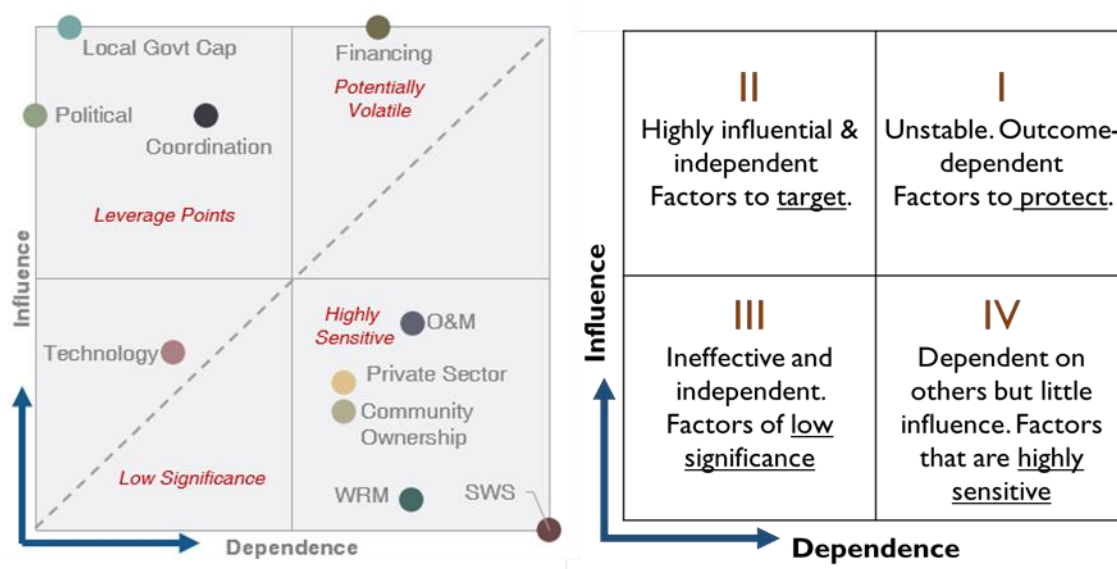 Local Govt Cap
Financing
Potentially
Volatile
Political
Coordination
Leverage Points
Influence
Highly
Sensitive
O&M
Technology
Private Sector
Community
Ownership
Low Significance
WRM
SWS
Dependence
II
Highly influential &
independent
Factors to target.
I
Unstable. Outcome-
dependent
Factors to protect.
Influence
III
Ineffective and
independent.
Factors of low
significance
IV
Dependent on
others but little
influence. Factors
that are highly
sensitive
Dependence